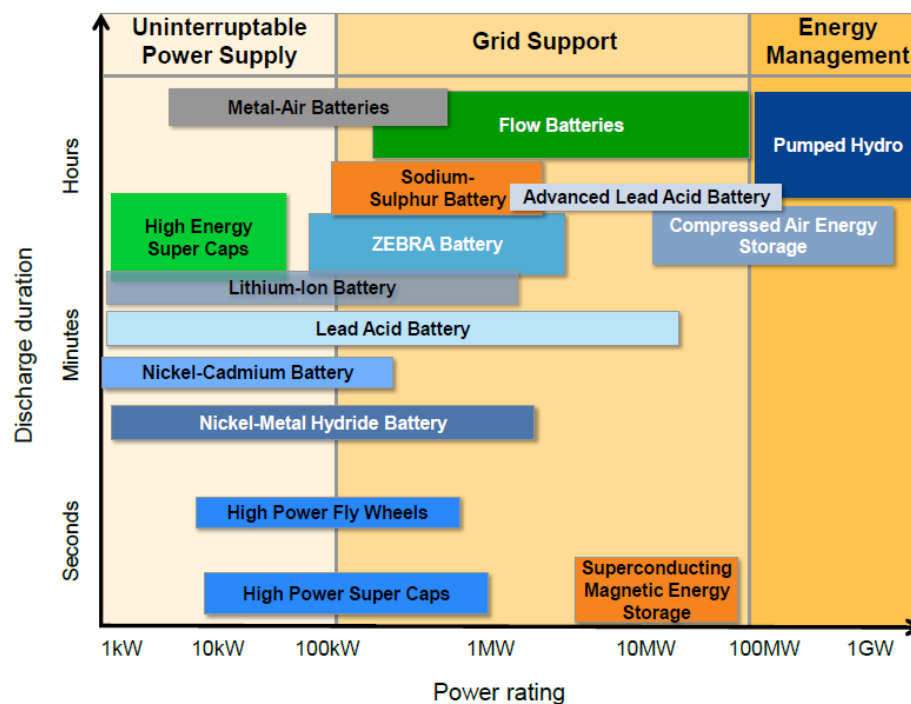 Uninterruptable
Power Supply
Grid Support
Energy
Management
Metal-Air Batteries
Flow Batteries
Pumped Hydro
Sodium-
Sulphur Battery
Advanced Lead Acid Battery
High Energy
Super Caps
ZEBRA Battery
Compressed Air Energy
Storage
Lithium-Ion Battery
Lead Acid Battery
Nickel-Cadmium Battery
Nickel-Metal Hydride Battery
High Power Fly Wheels
High Power Super Caps
Superconducting
Magnetic Energy
Storage
Discharge duration
Hours
Minutes
Seconds
1kW 10kW 100kW 1MW 10MW 100MW 1GW
Power rating